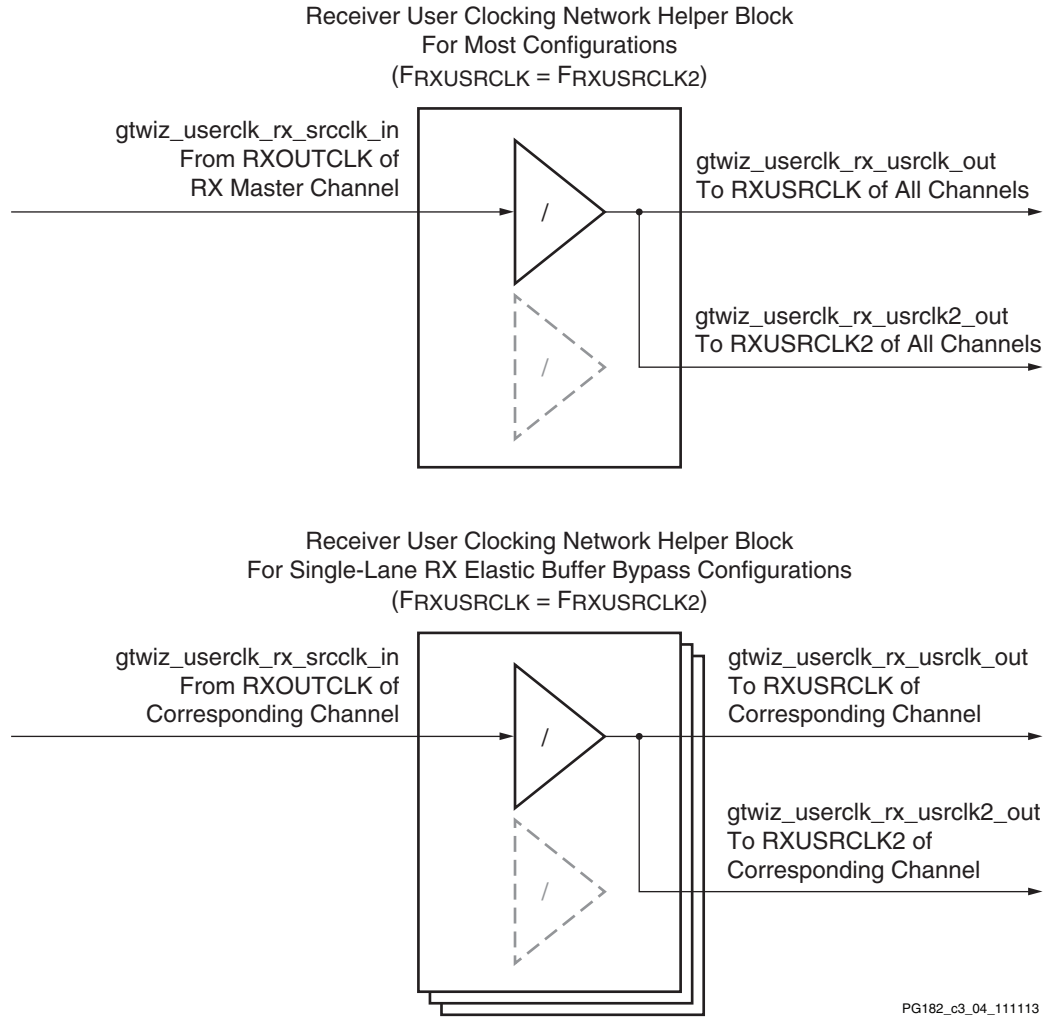 Receiver User Clocking Network Helper Block
For Most Configurations
(FRXUSRCLK = FRXUSRCLK2)
gtwiz_userclk_rx_srcclk_in
From RXOUTCLK of
RX Master Channel
/
gtwiz_userclk_rx_usrclk_out
To RXUSRCLK of All Channels
/
gtwiz_userclk_rx_usrclk2_out
To RXUSRCLK2 of All Channels
Receiver User Clocking Network Helper Block
For Single-Lane RX Elastic Buffer Bypass Configurations
(FRXUSRCLK = FRXUSRCLK2)
gtwiz_userclk_rx_srcclk_in
From RXOUTCLK of
Corresponding Channel
/
gtwiz_userclk_rx_usrclk_out
To RXUSRCLK of
Corresponding Channel
/
gtwiz_userclk_rx_usrclk2_out
To RXUSRCLK2 of
Corresponding Channel
PG182_c3_04_111113